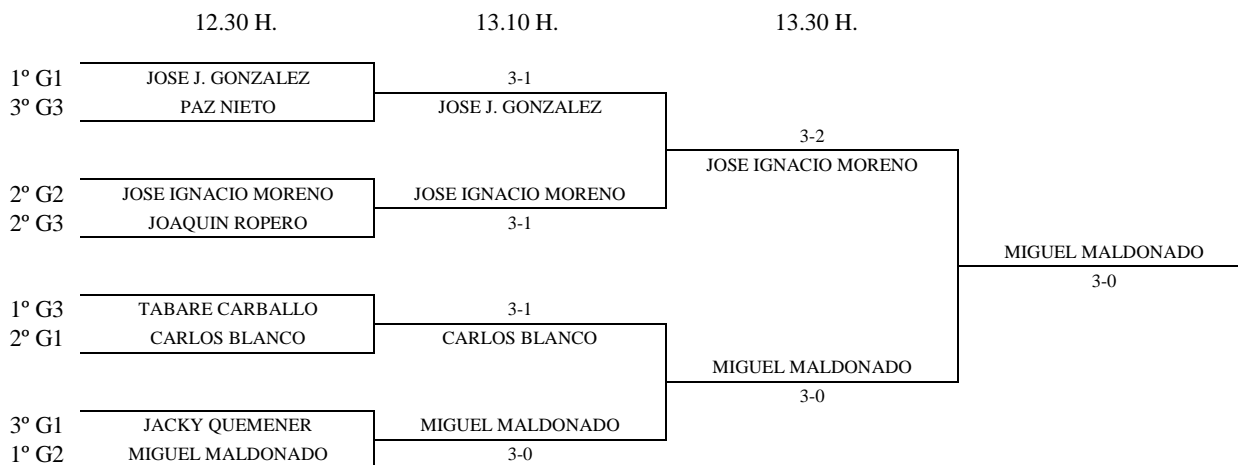 12.30 H. 13.10 H. 13.30 H.
1º G1 JOSE J. GONZALEZ 3-1
3º G3 PAZ NIETO JOSE J. GONZALEZ
3-2
JOSE IGNACIO MORENO
2º G2 JOSE IGNACIO MORENO JOSE IGNACIO MORENO
2º G3 JOAQUIN ROPERO 3-1
MIGUEL MALDONADO
3-0
1º G3 TABARE CARBALLO 3-1
2º G1 CARLOS BLANCO CARLOS BLANCO
MIGUEL MALDONADO
3-0
3º G1 JACKY QUEMENER MIGUEL MALDONADO
1º G2 MIGUEL MALDONADO 3-0